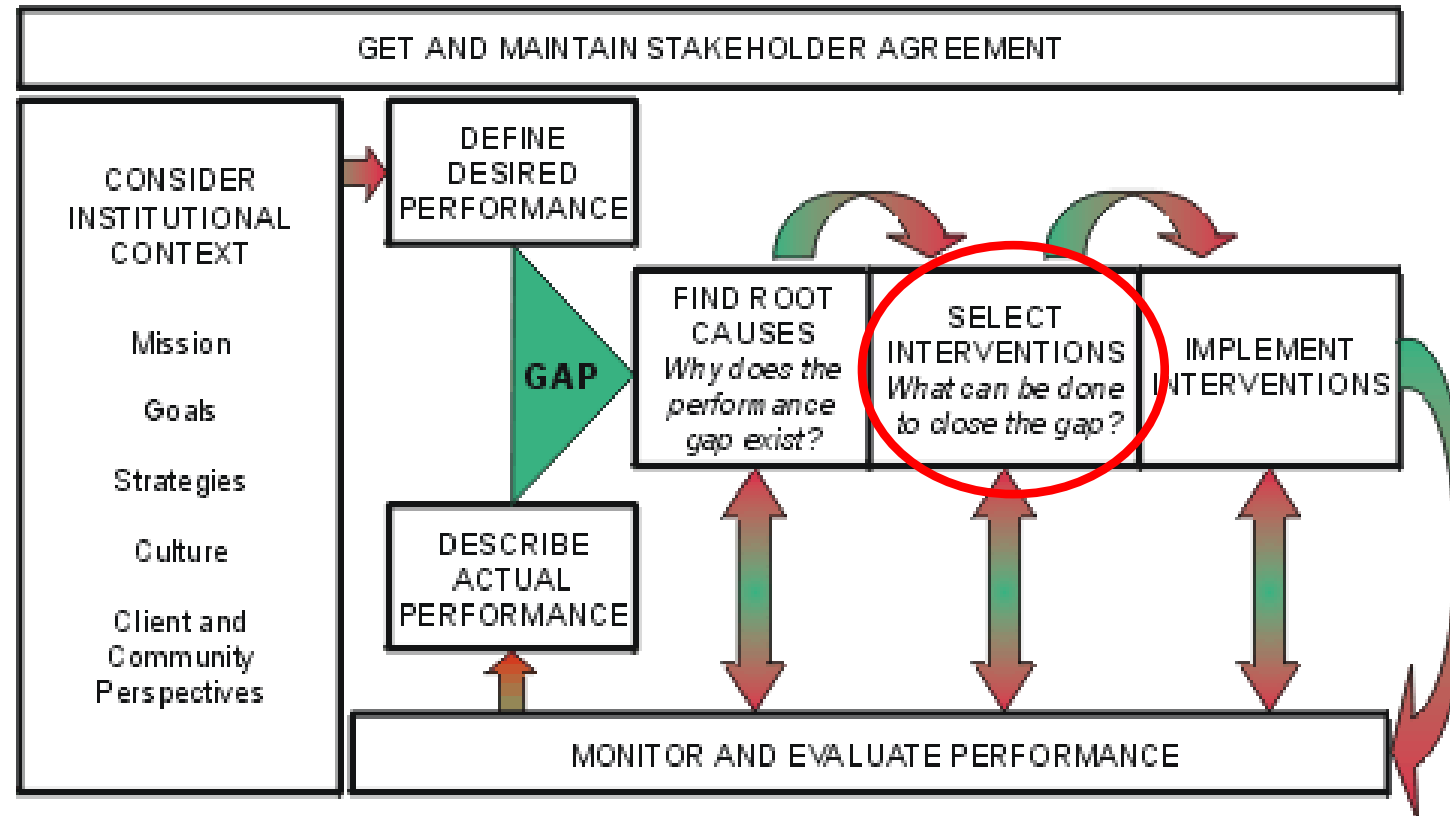 GET AND MAINTAIN STAKEHOLDER AGREEMENT
CONSIDER
INSTITUTIONAL
CONTEXT
Mission
Goals
Strategies
Culture
Client and
Community
Perspectives
DEFINE
DESIRED
PERFORMANCE
GAP
DESCRIBE
ACTUAL
PERFORMANCE
FIND ROOT
CAUSES
Why does the
performance
gap exist?
SELECT
INTERVENTIONS
What can be done
to close the gap?
IMPLEMENT
INTERVENTIONS
MONITOR AND EVALUATE PERFORMANCE